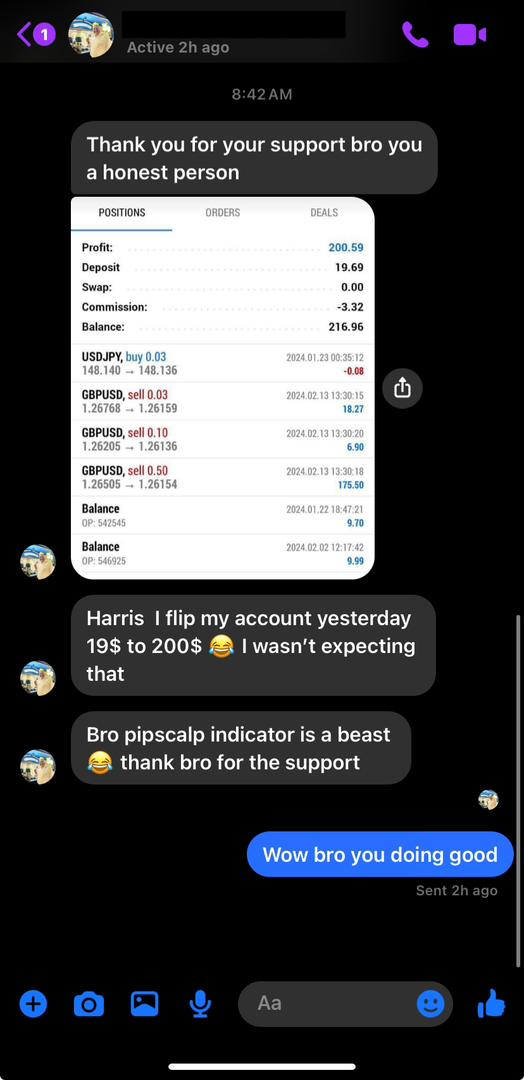 1
Active 2h ago
8:42 AM
Thank you for your support bro you
a honest person
POSITIONS ORDERS DEALS
Profit: 200.59
Deposit 19.69
Swap: 0.00
Commission: -3.32
Balance: 216.96
USDJPY, buy 0.03 2024.01.23 00:35:12
148.140 → 148.136 -0.08
GBPUSD, sell 0.03 2024.02.13 13:30:15
1.26768 → 1.26159 18.27
GBPUSD, sell 0.10 2024.02.13 13:30:20
1.26205 → 1.26136 6.90
GBPUSD, sell 0.50 2024.02.13 13:30:18
1.26505 → 1.26154 175.50
Balance 2024.01.22 18:47:21
OP: 542545 9.70
Balance 2024.02.02 12:17:42
OP: 546925 9.99
Harris I flip my account yesterday
19$ to 200$ 😂 I wasn't expecting
that
Bro pipscalp indicator is a beast
😂 thank bro for the support
Wow bro you doing good
Sent 2h ago
Aa